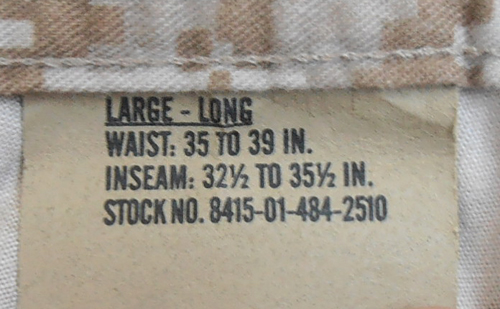 LARGE - LONG
WAIST: 35 TO 39 IN.
INSEAM: 32½ TO 35½ IN.
STOCK NO. 8415-01-484-2510